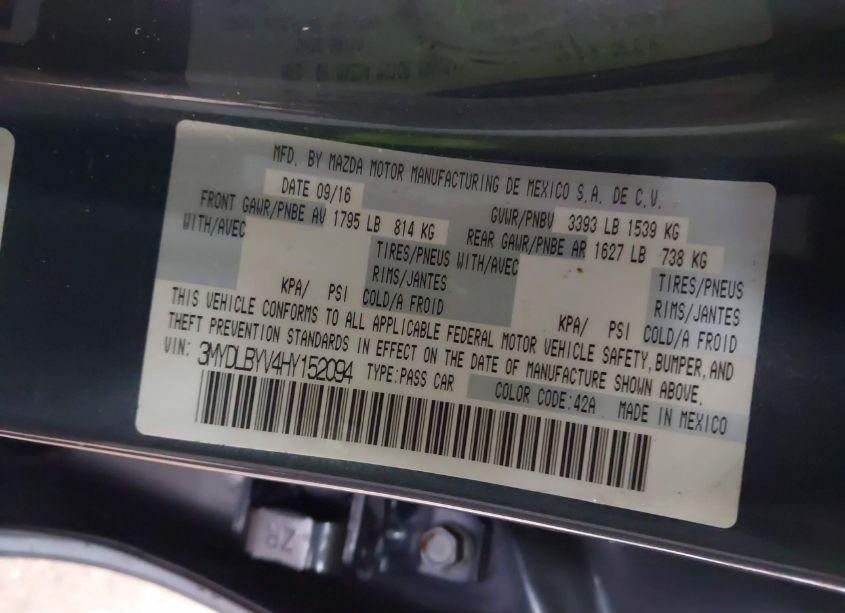 MFD. BY MAZDA MOTOR MANUFACTURING DE MEXICO S.A. DE C.V.
DATE 09/16 GVWR/PNBV 3393 LB 1539 KG
FRONT GAWR/PNBE AV 1795 LB 814 KG REAR GAWR/PNBE AR 1627 LB 738 KG
WITH/AVEC TIRES/PNEUS WITH/AVEC TIRES/PNEUS
RIMS/JANTES RIMS/JANTES
KPA/ PSI COLD/A FROID KPA/ PSI COLD/A FROID
THIS VEHICLE CONFORMS TO ALL APPLICABLE FEDERAL MOTOR VEHICLE SAFETY, BUMPER, AND
THEFT PREVENTION STANDARDS IN EFFECT ON THE DATE OF MANUFACTURE SHOWN ABOVE.
VIN: 3MYDLBYV4HY152094 TYPE:PASS CAR COLOR CODE:42A MADE IN MEXICO
ZR